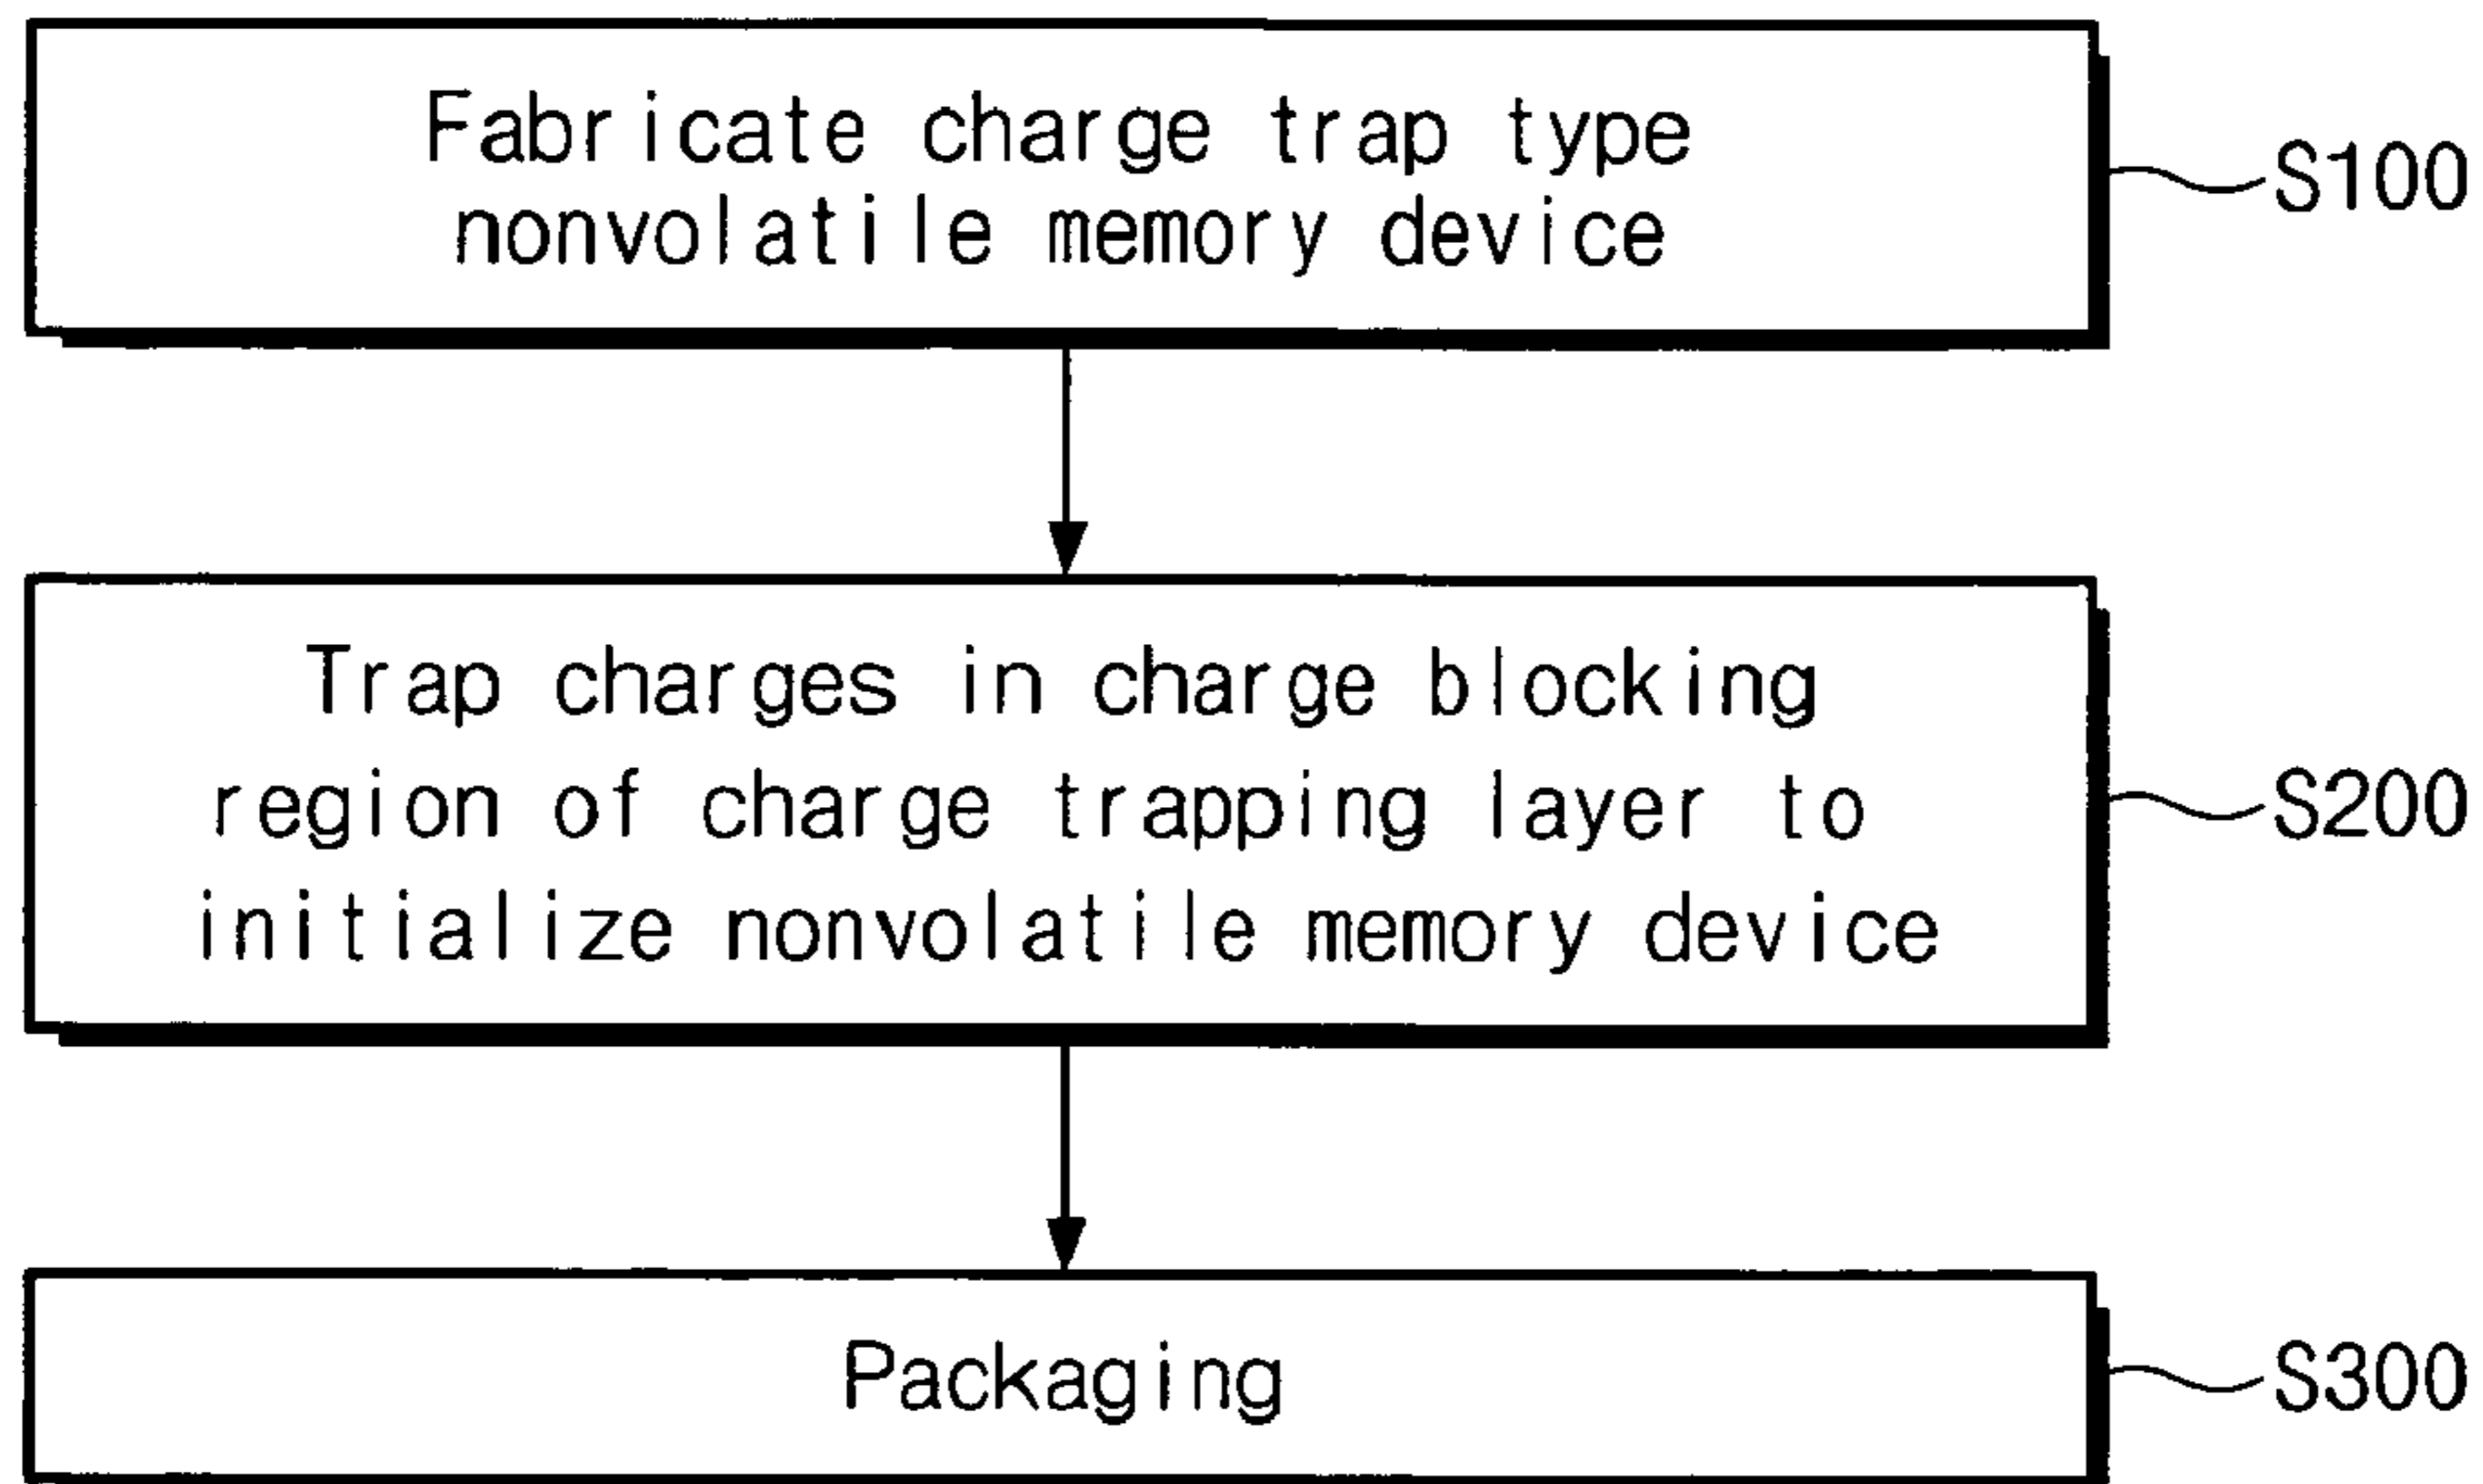 Fabricate charge trap type
nonvolatile memory device
S100
Trap charges in charge blocking
region of charge trapping layer to
initialize nonvolatile memory device
S200
Packaging
S300